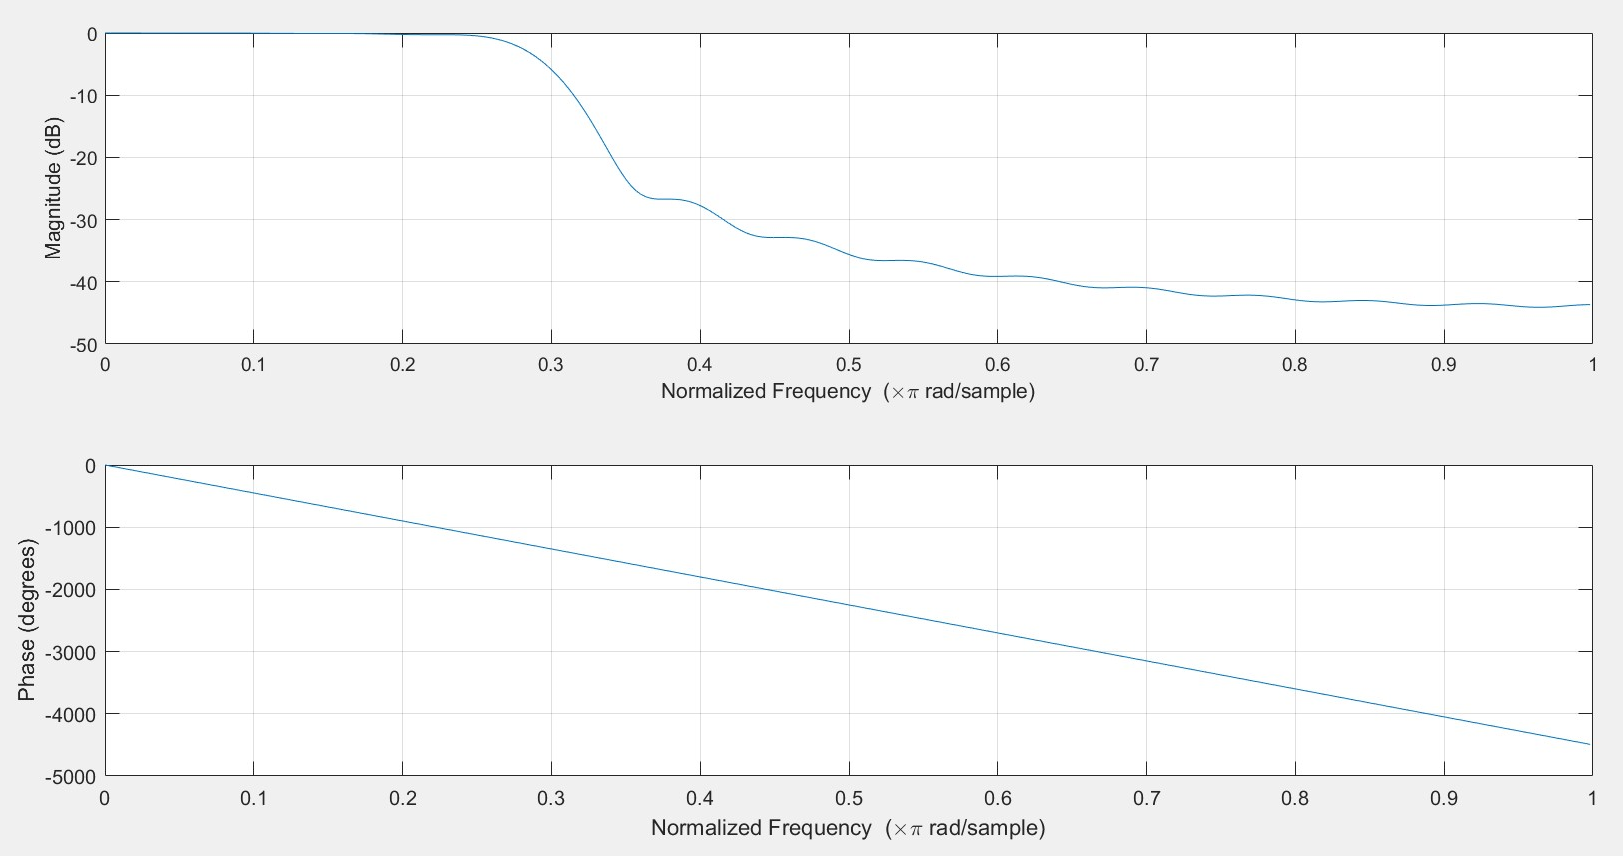 0
-10
-20
-30
-40
-50
Magnitude (dB)
0 0.1 0.2 0.3 0.4 0.5 0.6 0.7 0.8 0.9 1
Normalized Frequency (×π rad/sample)
0
-1000
-2000
-3000
-4000
-5000
Phase (degrees)
0 0.1 0.2 0.3 0.4 0.5 0.6 0.7 0.8 0.9 1
Normalized Frequency (×π rad/sample)